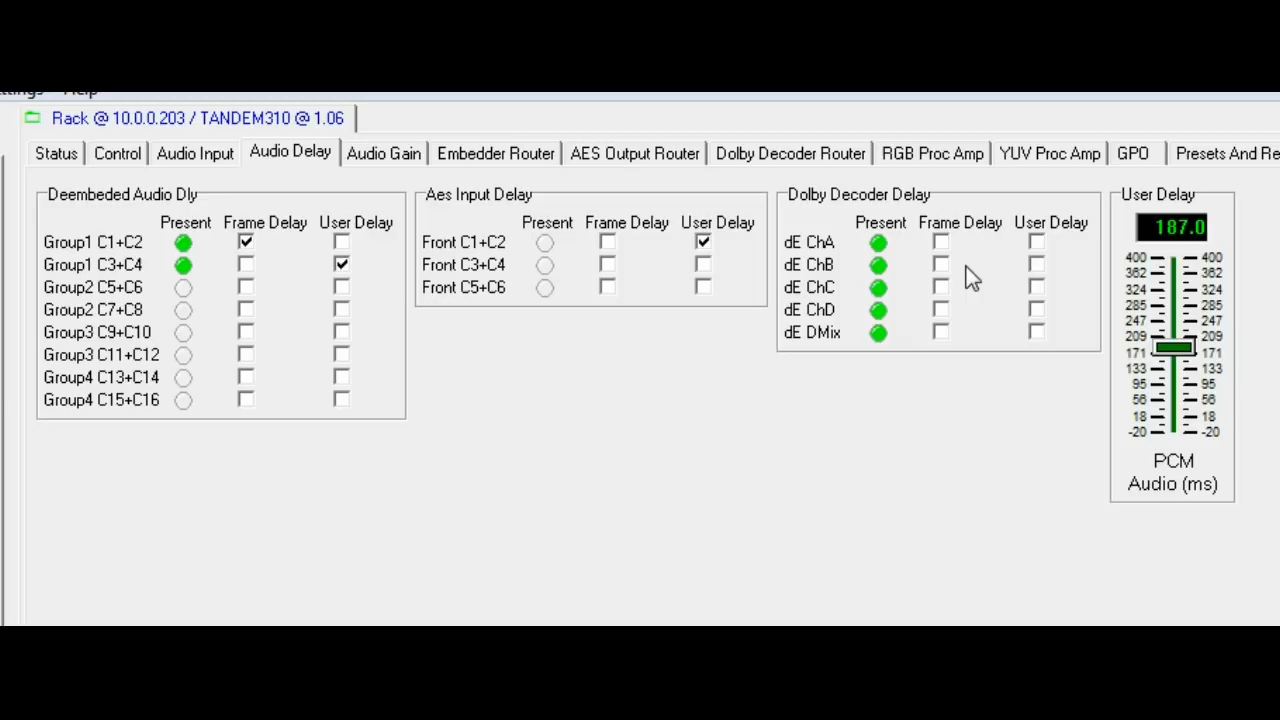 Help
Rack @ 10.0.0.203 / TANDEM310 @ 1.06
Status Control Audio Input Audio Delay Audio Gain Embedder Router AES Output Router Dolby Decoder Router RGB Proc Amp YUV Proc Amp GPO Presets And Re
Deembeded Audio Dly
Present Frame Delay User Delay
Group1 C1+C2
Group1 C3+C4
Group2 C5+C6
Group2 C7+C8
Group3 C9+C10
Group3 C11+C12
Group4 C13+C14
Group4 C15+C16
Aes Input Delay
Present Frame Delay User Delay
Front C1+C2
Front C3+C4
Front C5+C6
Dolby Decoder Delay
Present Frame Delay User Delay
dE ChA
dE ChB
dE ChC
dE ChD
dE DMix
User Delay
187.0
400 400
362 362
324 324
285 285
247 247
209 209
171 171
133 133
95 95
56 56
18 18
-20 -20
PCM
Audio (ms)